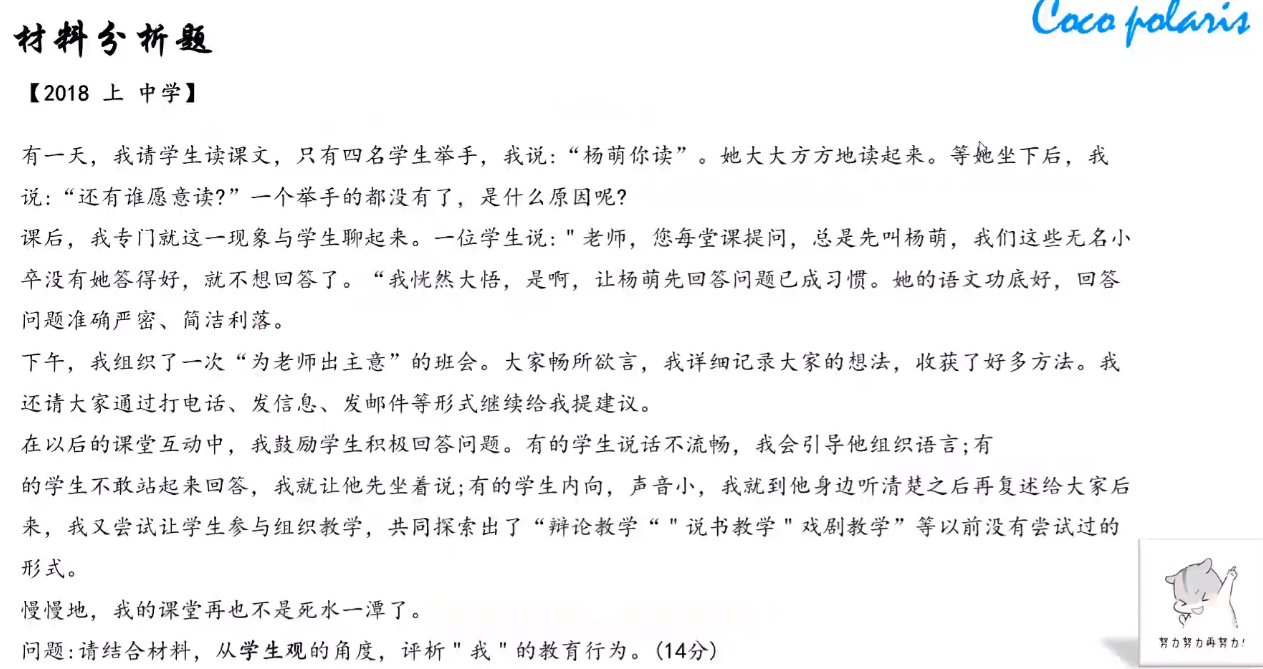 Coco polaris
材料分析题
【2018 上 中学】
有一天，我请学生读课文，只有四名学生举手，我说：“杨萌你读”。她大大方方地读起来。等她坐下后，我
说：“还有谁愿意读?”一个举手的都没有了，是什么原因呢?
课后，我专门就这一现象与学生聊起来。一位学生说："老师，您每堂课提问，总是先叫杨萌，我们这些无名小
卒没有她答得好，就不想回答了。“我恍然大悟，是啊，让杨萌先回答问题已成习惯。她的语文功底好，回答
问题准确严密、简洁利落。
下午，我组织了一次“为老师出主意”的班会。大家畅所欲言，我详细记录大家的想法，收获了好多方法。我
还请大家通过打电话、发信息、发邮件等形式继续给我提建议。
在以后的课堂互动中，我鼓励学生积极回答问题。有的学生说话不流畅，我会引导他组织语言;有
的学生不敢站起来回答，我就让他先坐着说;有的学生内向，声音小，我就到他身边听清楚之后再复述给大家后
来，我又尝试让学生参与组织教学，共同探索出了“辩论教学“"说书教学"戏剧教学”等以前没有尝试过的
形式。
慢慢地，我的课堂再也不是死水一潭了。
问题:请结合材料，从学生观的角度，评析"我"的教育行为。(14分)
努力努力再努力!